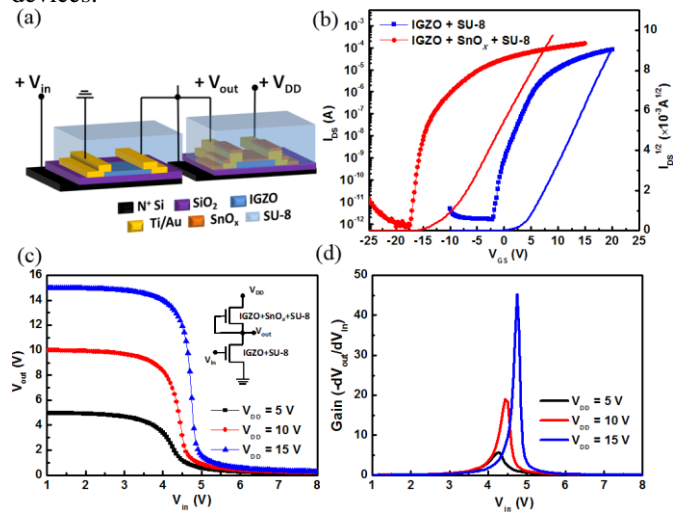 devices.
(a)
+ V_in
+ V_out
+ V_DD
N⁺ Si
SiO₂
IGZO
Ti/Au
SnOₓ
SU-8
(b)
IGZO + SU-8
IGZO + SnOₓ + SU-8
10⁻³
10⁻⁴
10⁻⁵
10⁻⁶
10⁻⁷
10⁻⁸
10⁻⁹
10⁻¹⁰
10⁻¹¹
10⁻¹²
I_DS (A)
10
8
6
4
2
0
I_DS^1/2 (×10⁻³A^1/2)
-25 -20 -15 -10 -5 0 5 10 15 20
V_GS (V)
(c)
16
14
12
10
8
6
4
2
0
V_out (V)
V_DD
IGZO+SnOₓ+SU-8
V_out
V_in
IGZO+SU-8
V_DD = 5 V
V_DD = 10 V
V_DD = 15 V
1 2 3 4 5 6 7 8
V_in (V)
(d)
50
40
30
20
10
0
Gain (-dV_out/dV_in)
V_DD = 5 V
V_DD = 10 V
V_DD = 15 V
1 2 3 4 5 6 7 8
V_in (V)